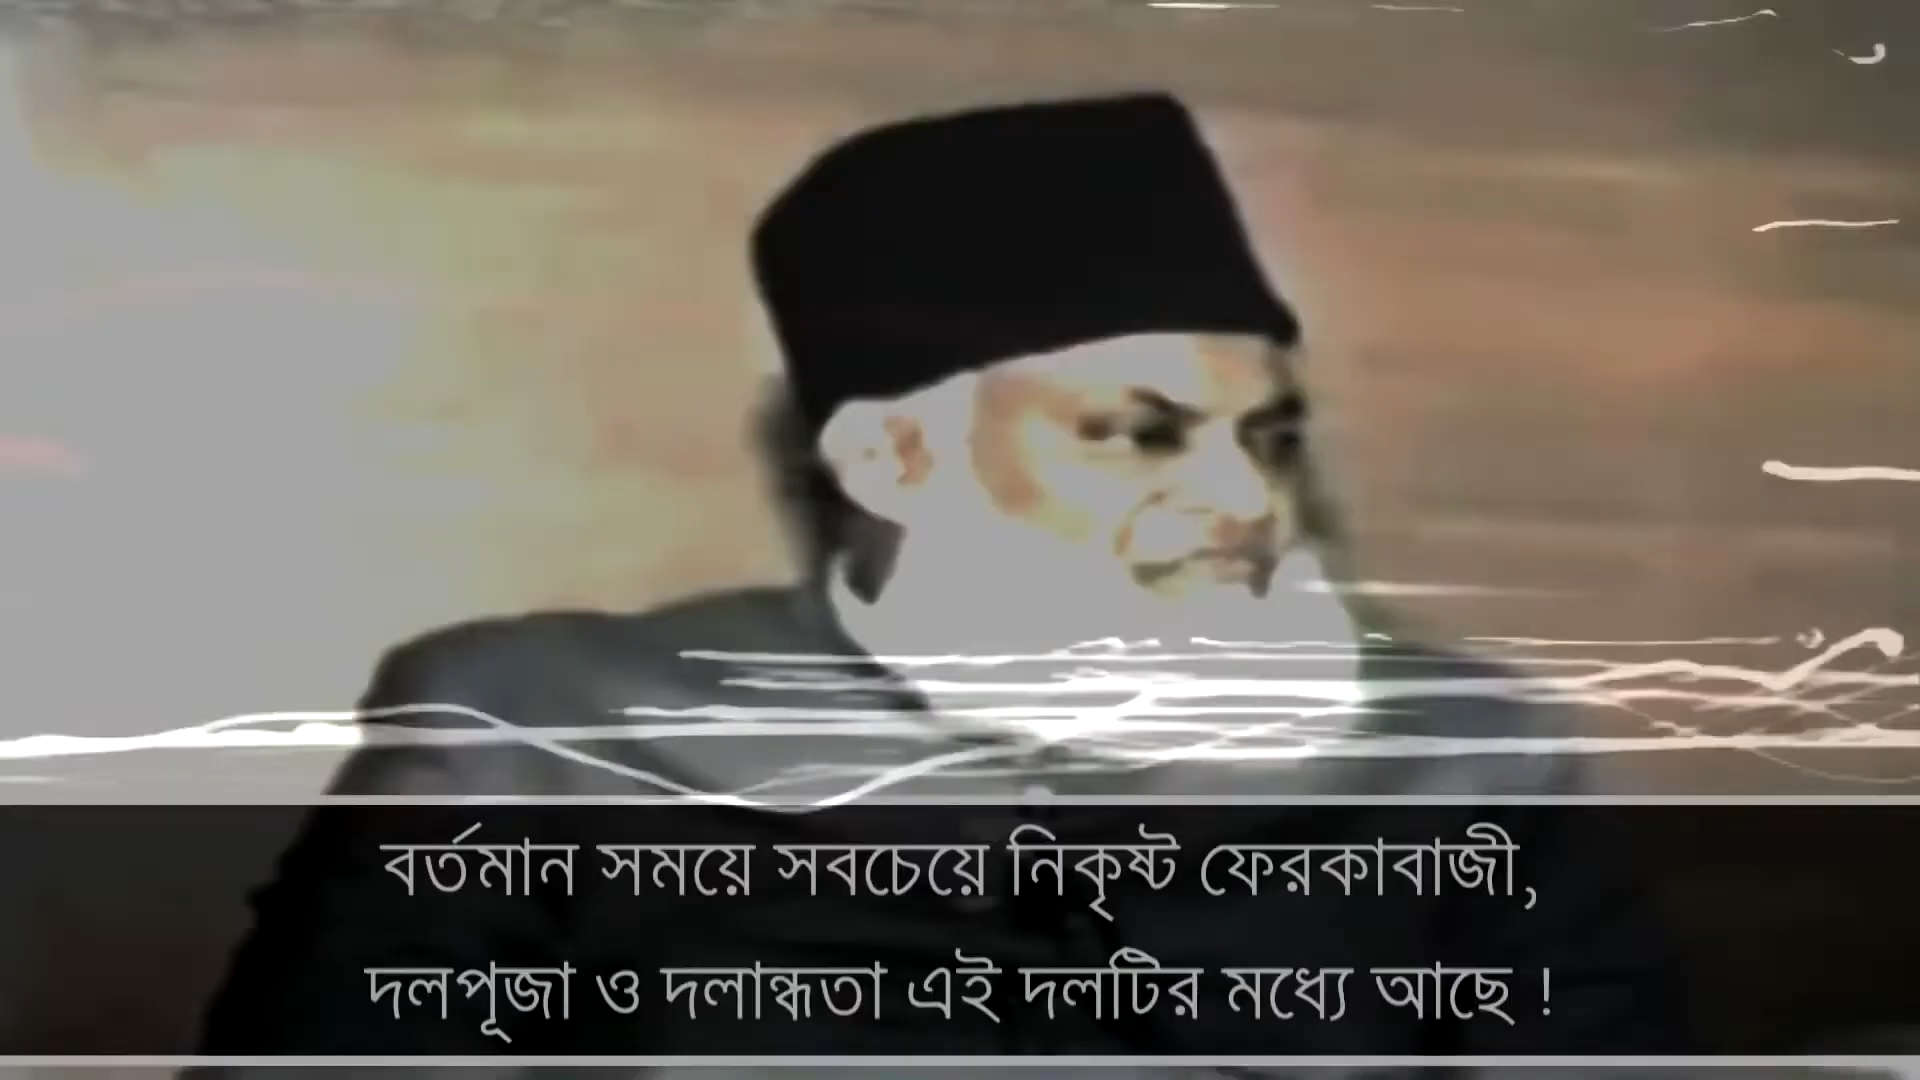 বর্তমান সময়ে সবচেয়ে নিকৃষ্ট ফেরকাবাজী,
দলপূজা ও দলান্ধতা এই দলটির মধ্যে আছে !